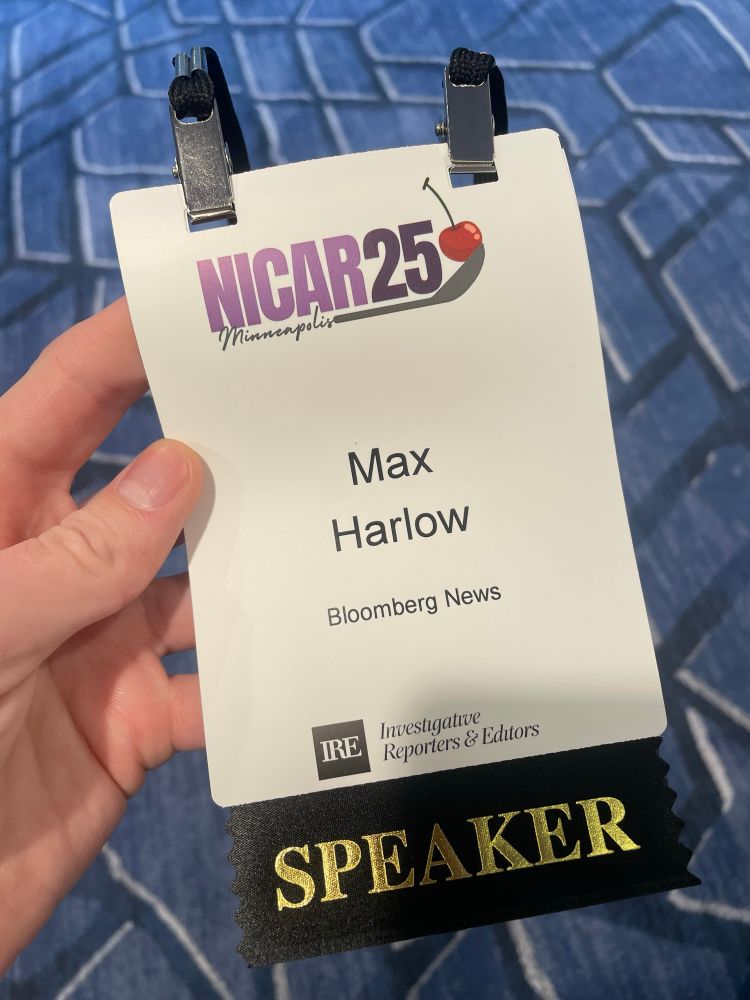 NICAR25
Minneapolis
Max
Harlow
Bloomberg News
IRE
Investigative
Reporters & Editors
SPEAKER